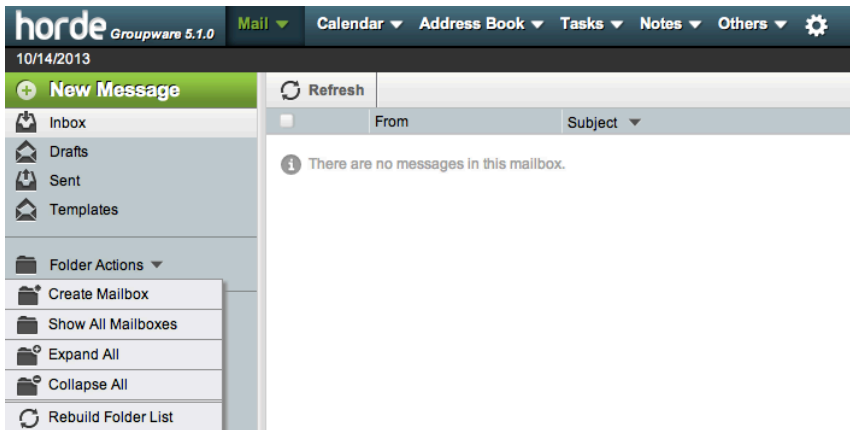 horde Groupware 5.1.0 Mail Calendar Address Book Tasks Notes Others
10/14/2013
New Message Refresh
Inbox From Subject
Drafts
There are no messages in this mailbox.
Sent
Templates
Folder Actions
Create Mailbox
Show All Mailboxes
Expand All
Collapse All
Rebuild Folder List